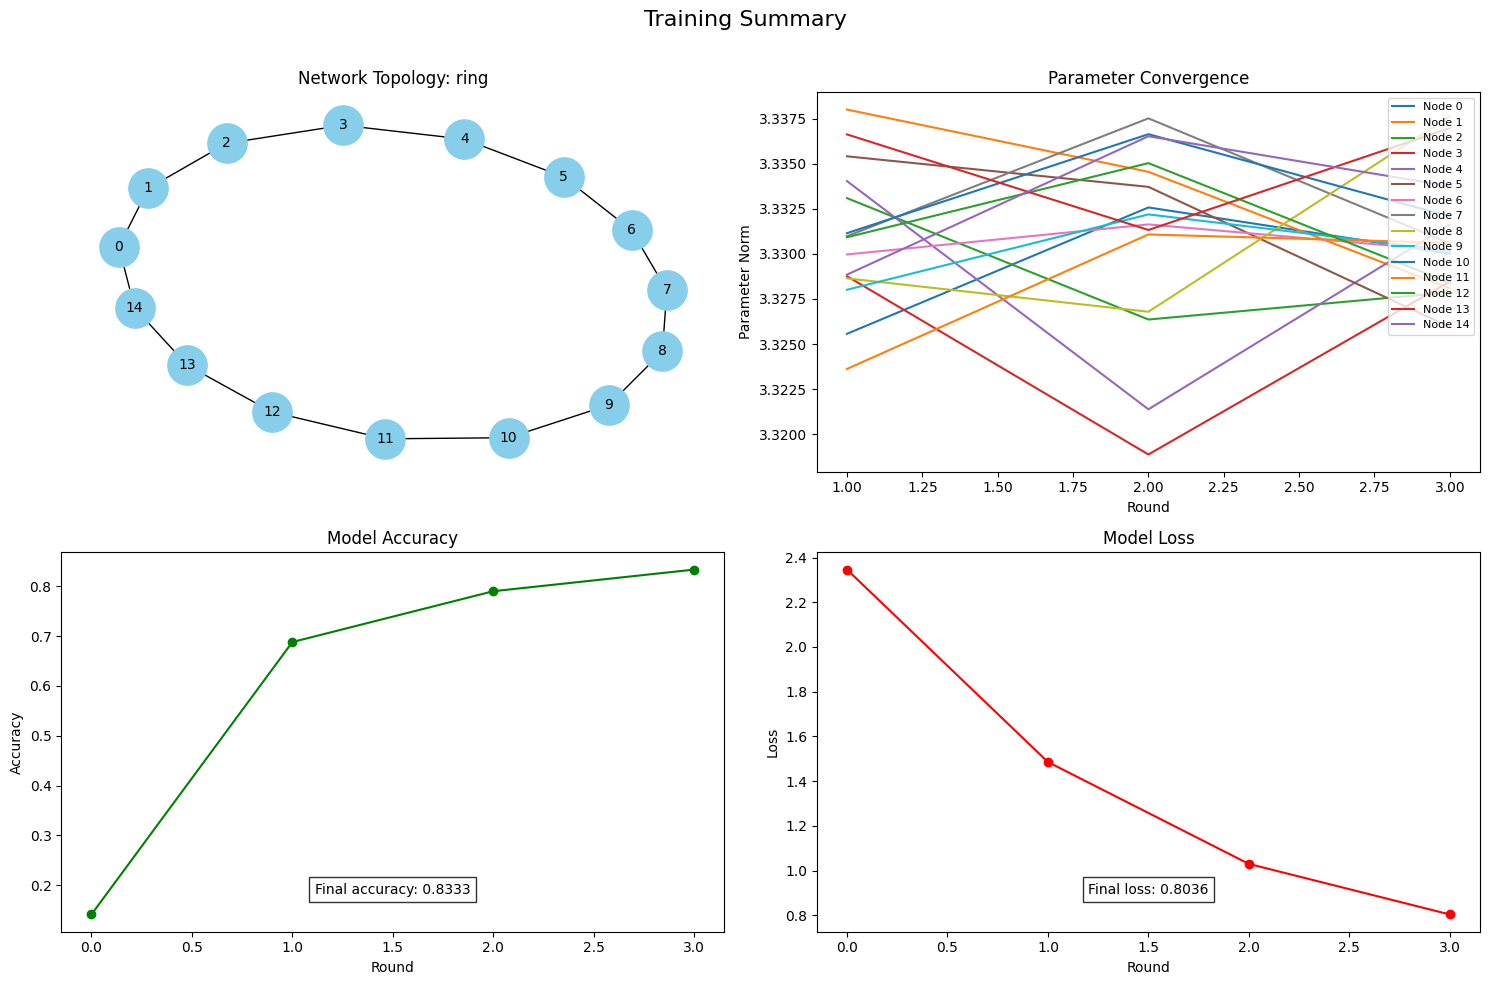 Training Summary
Network Topology: ring
3
2
4
5
1
6
0
7
14
8
13
9
12
11
10
Parameter Convergence
Parameter Norm
3.3375
3.3350
3.3325
3.3300
3.3275
3.3250
3.3225
3.3200
Node 0
Node 1
Node 2
Node 3
Node 4
Node 5
Node 6
Node 7
Node 8
Node 9
Node 10
Node 11
Node 12
Node 13
Node 14
1.00 1.25 1.50 1.75 2.00 2.25 2.50 2.75 3.00
Round
Model Accuracy
Accuracy
0.8
0.7
0.6
0.5
0.4
0.3
0.2
Final accuracy: 0.8333
0.0 0.5 1.0 1.5 2.0 2.5 3.0
Round
Model Loss
Loss
2.4
2.2
2.0
1.8
1.6
1.4
1.2
1.0
0.8
Final loss: 0.8036
0.0 0.5 1.0 1.5 2.0 2.5 3.0
Round